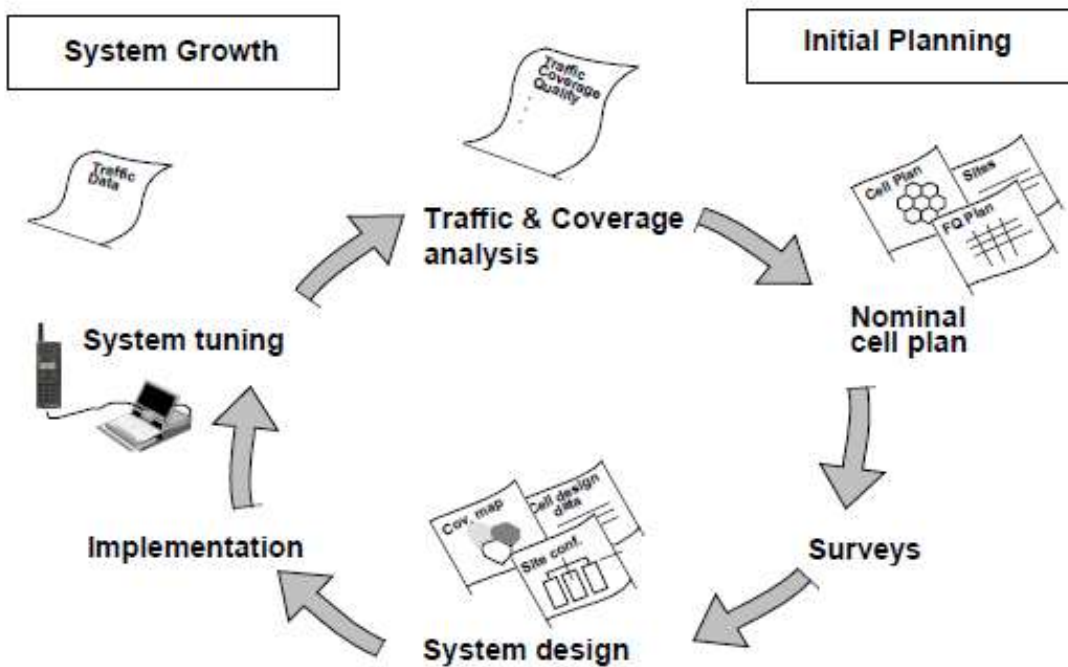 System Growth
Initial Planning
Traffic
Coverage
Quality
Traffic
Data
Cell Plan
Sites
FQ Plan
Traffic & Coverage
analysis
Nominal
cell plan
System tuning
Cov. map
Cell design
data
Site conf.
Implementation
Surveys
System design